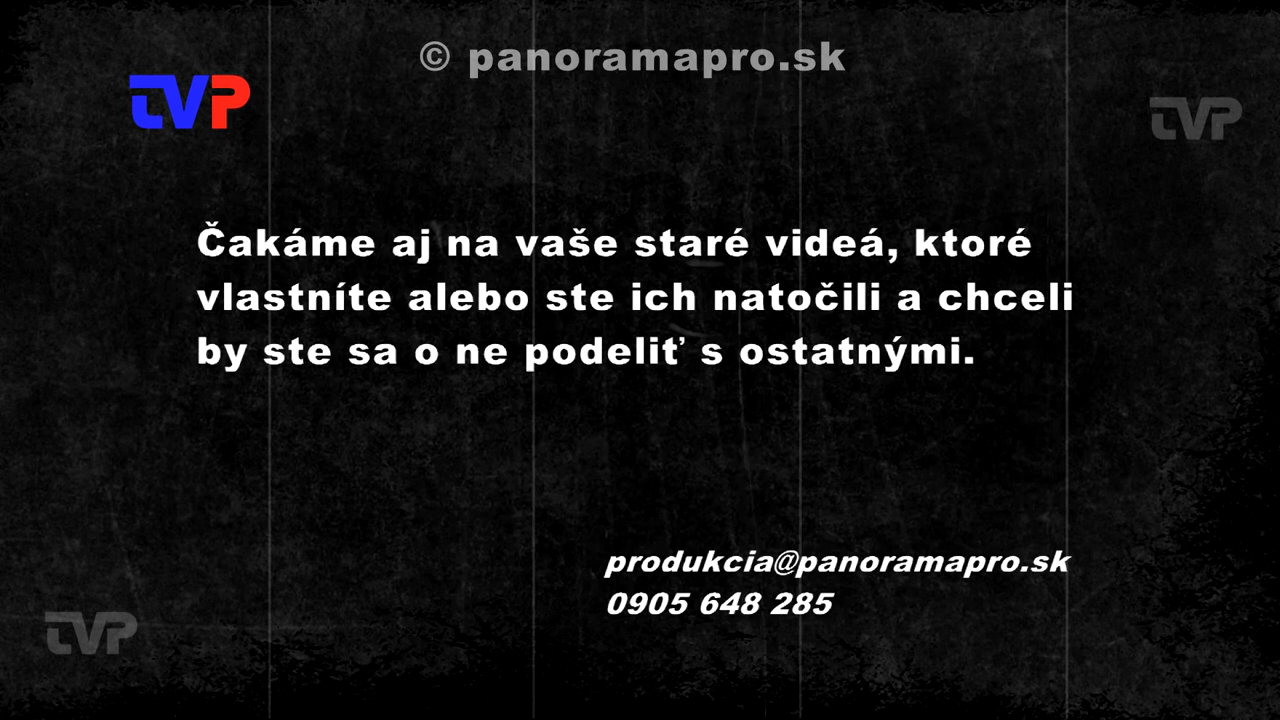 © panoramapro.sk
TVP
TVP
Čakáme aj na vaše staré videá, ktoré
vlastníte alebo ste ich natočili a chceli
by ste sa o ne podeliť s ostatnými.
produkcia@panoramapro.sk
0905 648 285
TVP